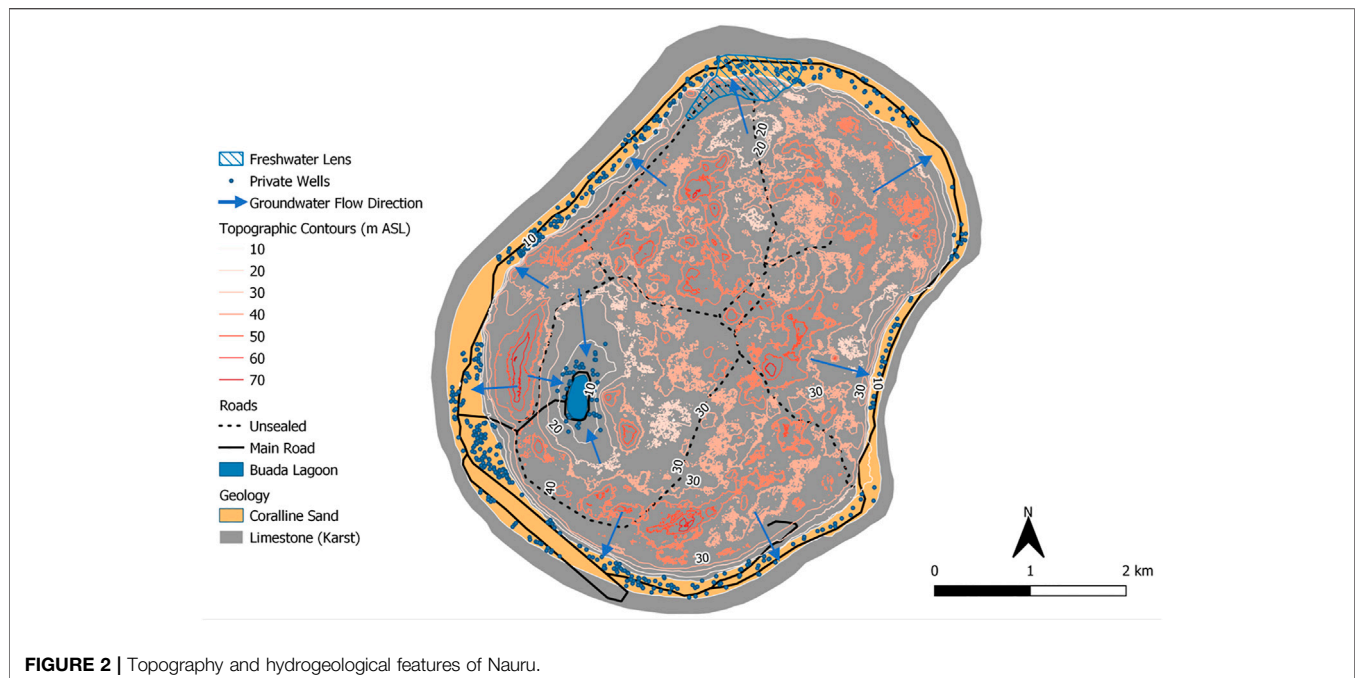 Freshwater Lens
Private Wells
Groundwater Flow Direction
Topographic Contours (m ASL)
10
20
30
40
50
60
70
Roads
Unsealed
Main Road
Buada Lagoon
Geology
Coralline Sand
Limestone (Karst)
20
20
10
10
30
30
10
20
30
30
30
40
30
N
0 1 2 km
FIGURE 2 | Topography and hydrogeological features of Nauru.